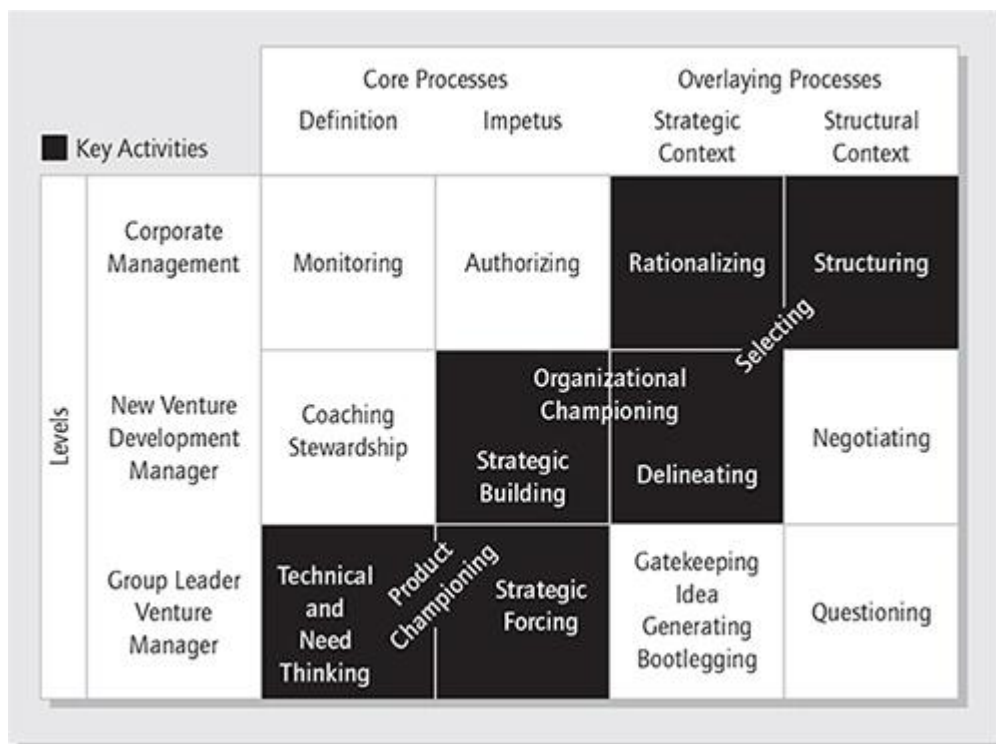 Core Processes
Overlaying Processes
Definition
Impetus
Strategic
Context
Structural
Context
Key Activities
Levels
Corporate
Management
Monitoring
Authorizing
Rationalizing
Structuring
Selecting
New Venture
Development
Manager
Coaching
Stewardship
Organizational
Championing
Strategic
Building
Delineating
Negotiating
Group Leader
Venture
Manager
Technical
and
Need
Thinking
Product
Championing
Strategic
Forcing
Gatekeeping
Idea
Generating
Bootlegging
Questioning